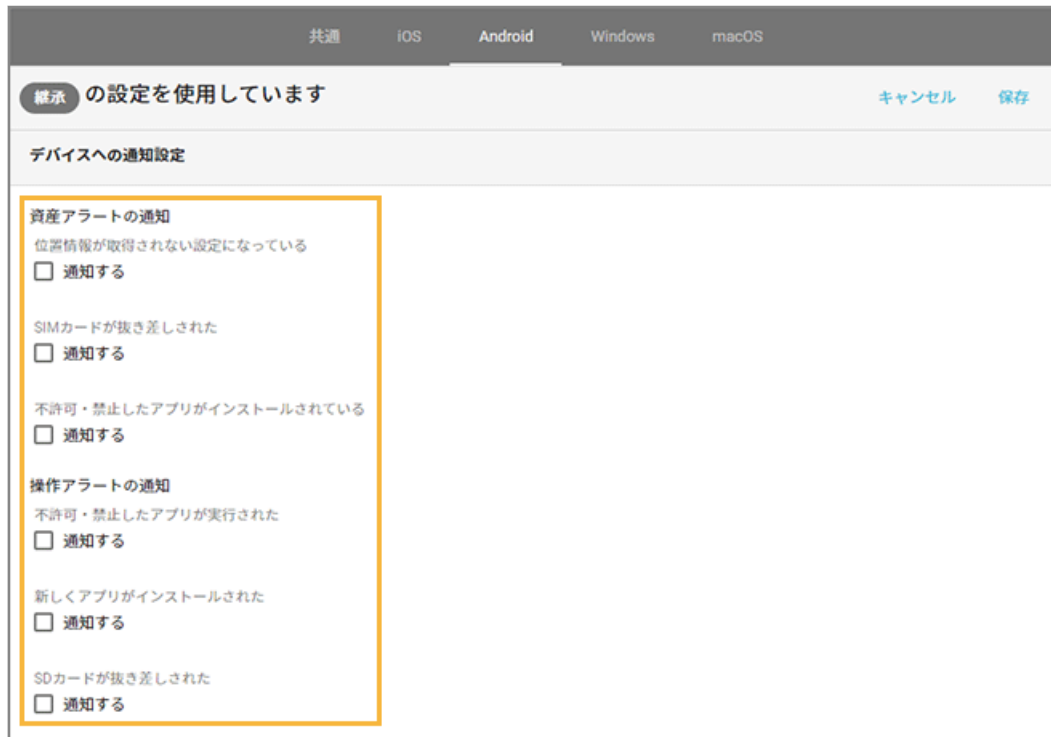 共通 iOS Android Windows macOS
継承 の設定を使用しています キャンセル 保存
デバイスへの通知設定
資産アラートの通知
位置情報が取得されない設定になっている
通知する
SIMカードが抜き差しされた
通知する
不許可・禁止したアプリがインストールされている
通知する
操作アラートの通知
不許可・禁止したアプリが実行された
通知する
新しくアプリがインストールされた
通知する
SDカードが抜き差しされた
通知する